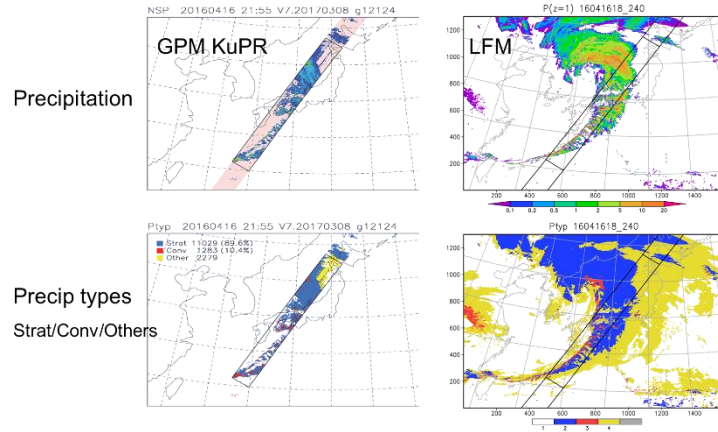 NSP 20160416 21:55 V7.20170308 g12124
GPM KuPR
P(z=1) 16041618_240
LFM
Precipitation
1200
1000
800
600
400
200
200 400 600 800 1000 1200 1400
0.1 0.2 0.5 1 2 5 10 20
Ptyp 20160416 21:55 V7.20170308 g12124
Strat 11029 (89.6%)
Conv 1283 (10.4%)
Other 2279
Ptyp 16041618_240
Precip types
Strat/Conv/Others
1200
1000
800
600
400
200
0
200 400 600 800 1000 1200 1400
1 2 3 4